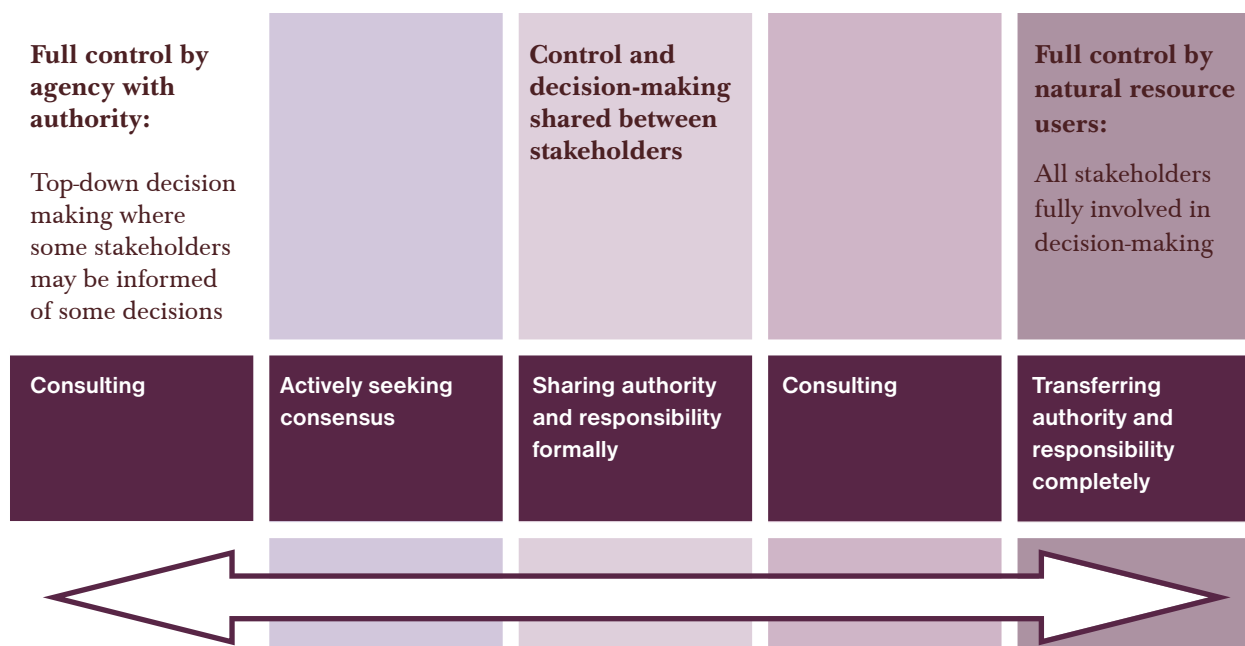 Full control by
agency with
authority:
Top-down decision
making where
some stakeholders
may be informed
of some decisions
Control and
decision-making
shared between
stakeholders
Full control by
natural resource
users:
All stakeholders
fully involved in
decision-making
Consulting
Actively seeking
consensus
Sharing authority
and responsibility
formally
Consulting
Transferring
authority and
responsibility
completely